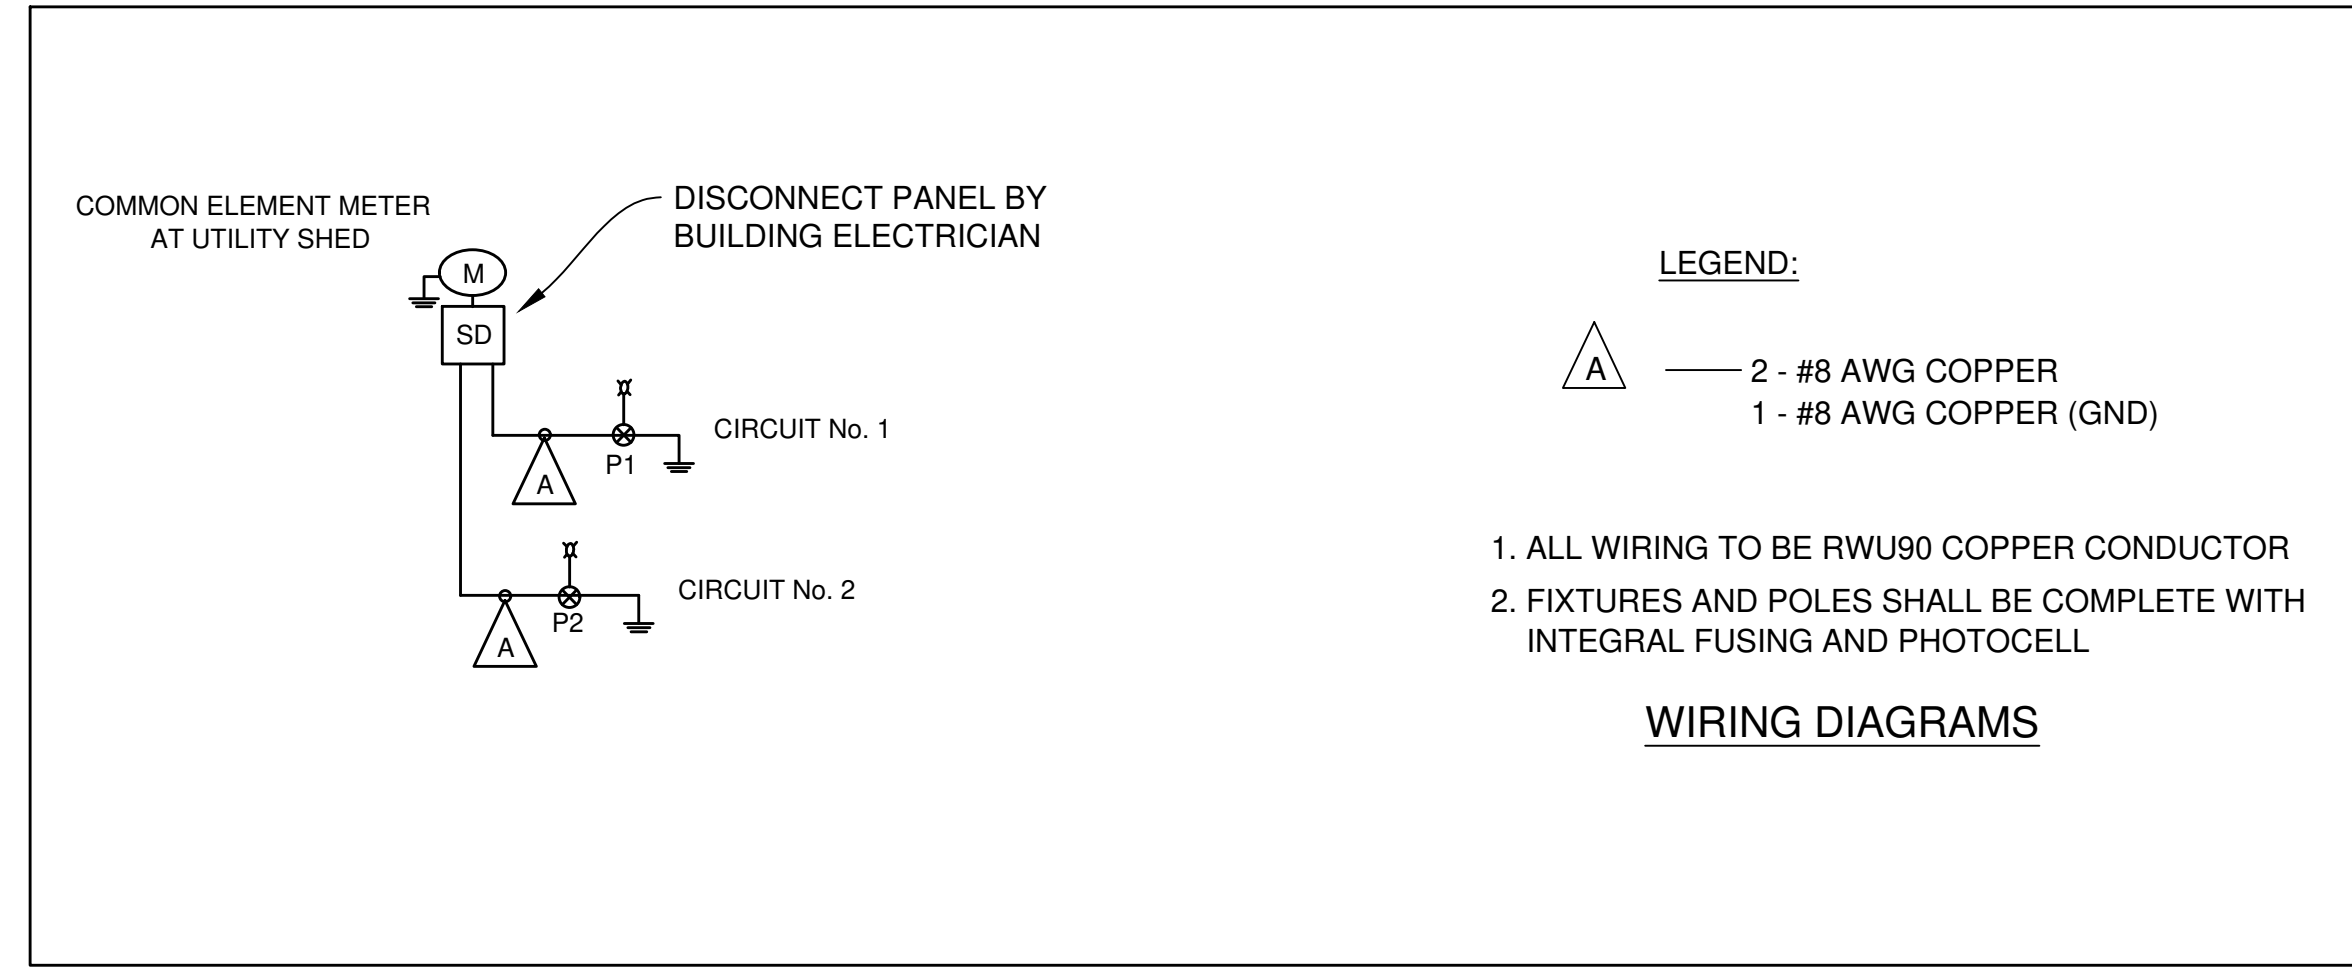 COMMON ELEMENT METER
AT UTILITY SHED
DISCONNECT PANEL BY
BUILDING ELECTRICIAN
M
SD
CIRCUIT No. 1
P1
A
CIRCUIT No. 2
P2
A
LEGEND:
A
2 - #8 AWG COPPER
1 - #8 AWG COPPER (GND)
1. ALL WIRING TO BE RWU90 COPPER CONDUCTOR
2. FIXTURES AND POLES SHALL BE COMPLETE WITH
INTEGRAL FUSING AND PHOTOCELL
WIRING DIAGRAMS